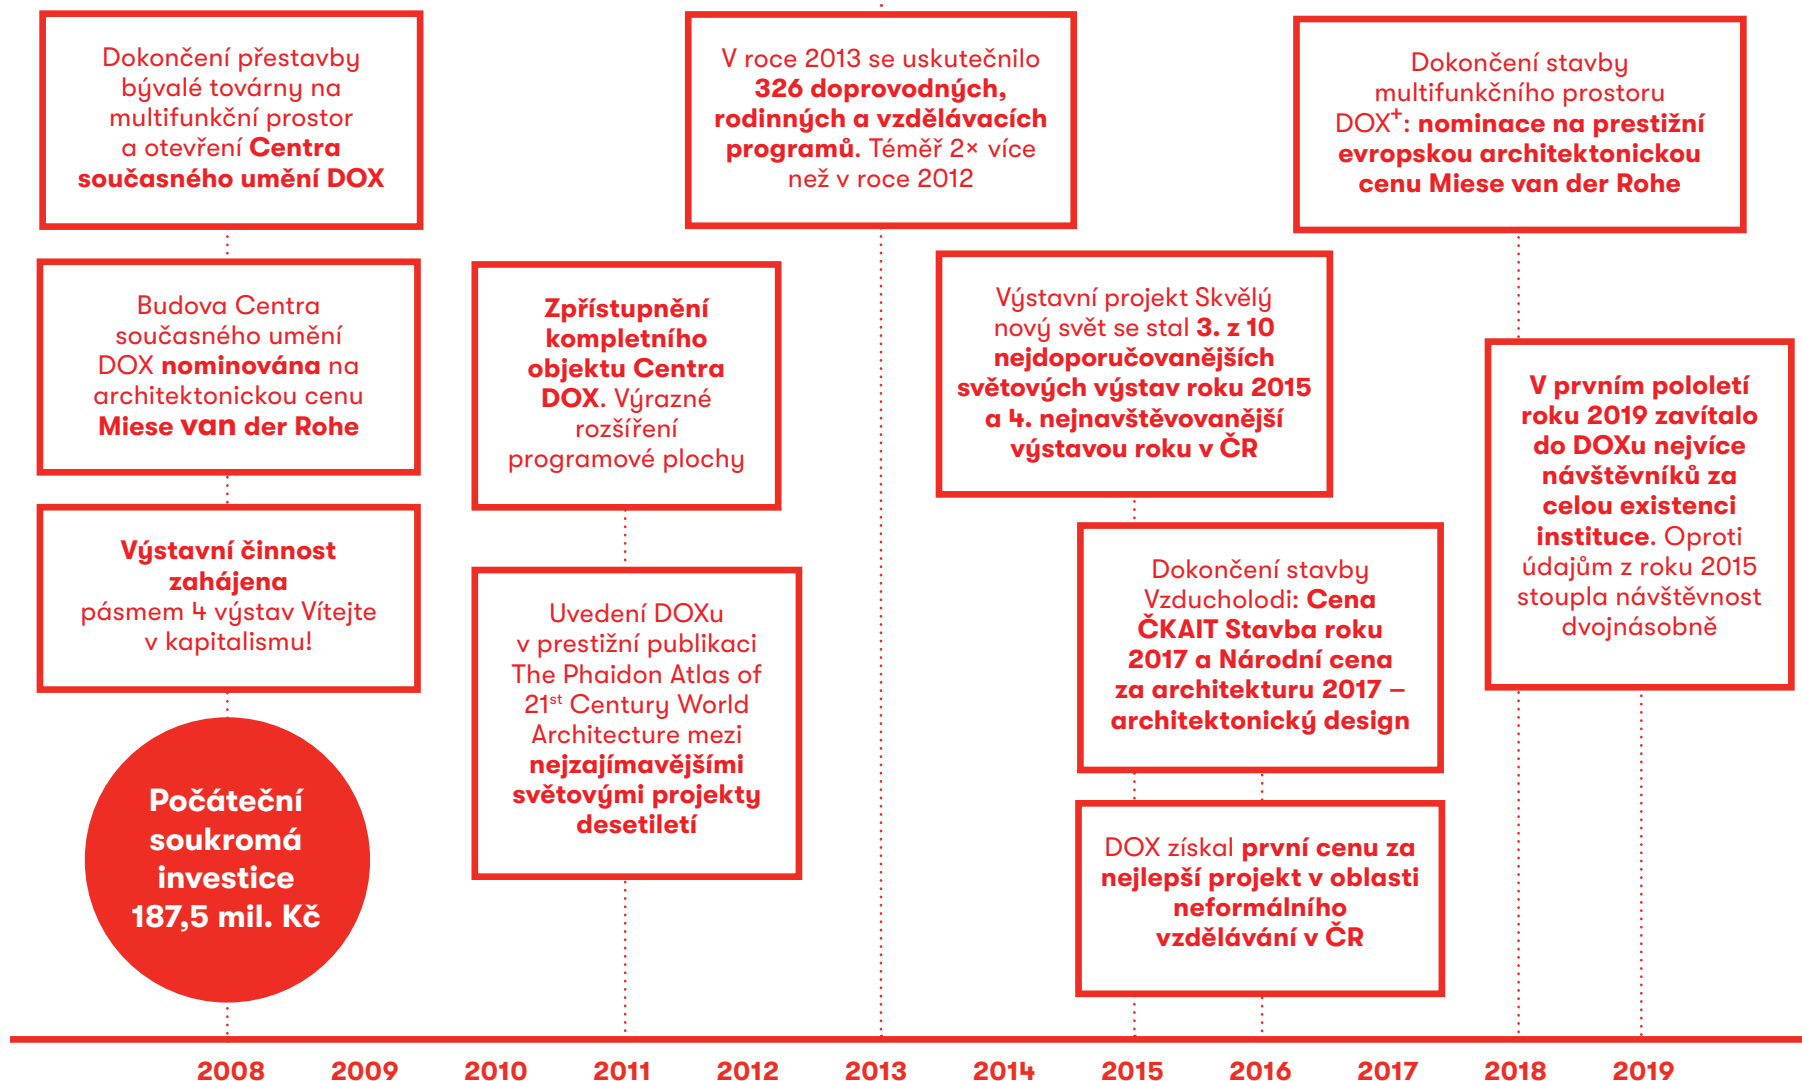 Dokončení přestavby
bývalé továrny na
multifunkční prostor
a otevření Centra
současného umění DOX
Budova Centra
současného umění
DOX nominována na
architektonickou cenu
Miese van der Rohe
Výstavní činnost
zahájena
pásmem 4 výstav Vítejte
v kapitalismu!
Počáteční
soukromá
investice
187,5 mil. Kč
Zpřístupnění
kompletního
objektu Centra
DOX. Výrazné
rozšíření
programové plochy
Uvedení DOXu
v prestižní publikaci
The Phaidon Atlas of
21st Century World
Architecture mezi
nejzajímavějšími
světovými projekty
desetiletí
V roce 2013 se uskutečnilo
326 doprovodných,
rodinných a vzdělávacích
programů. Téměř 2× více
než v roce 2012
Výstavní projekt Skvělý
nový svět se stal 3. z 10
nejdoporučovanějších
světových výstav roku 2015
a 4. nejnavštěvovanější
výstavou roku v ČR
Dokončení stavby
Vzducholodi: Cena
ČKAIT Stavba roku
2017 a Národní cena
za architekturu 2017 –
architektonický design
DOX získal první cenu za
nejlepší projekt v oblasti
neformálního
vzdělávání v ČR
Dokončení stavby
multifunkčního prostoru
DOX+: nominace na prestižní
evropskou architektonickou
cenu Miese van der Rohe
V prvním pololetí
roku 2019 zavítalo
do DOXu nejvíce
návštěvníků za
celou existenci
instituce. Oproti
údajům z roku 2015
stoupla návštěvnost
dvojnásobně
2008 2009 2010 2011 2012 2013 2014 2015 2016 2017 2018 2019